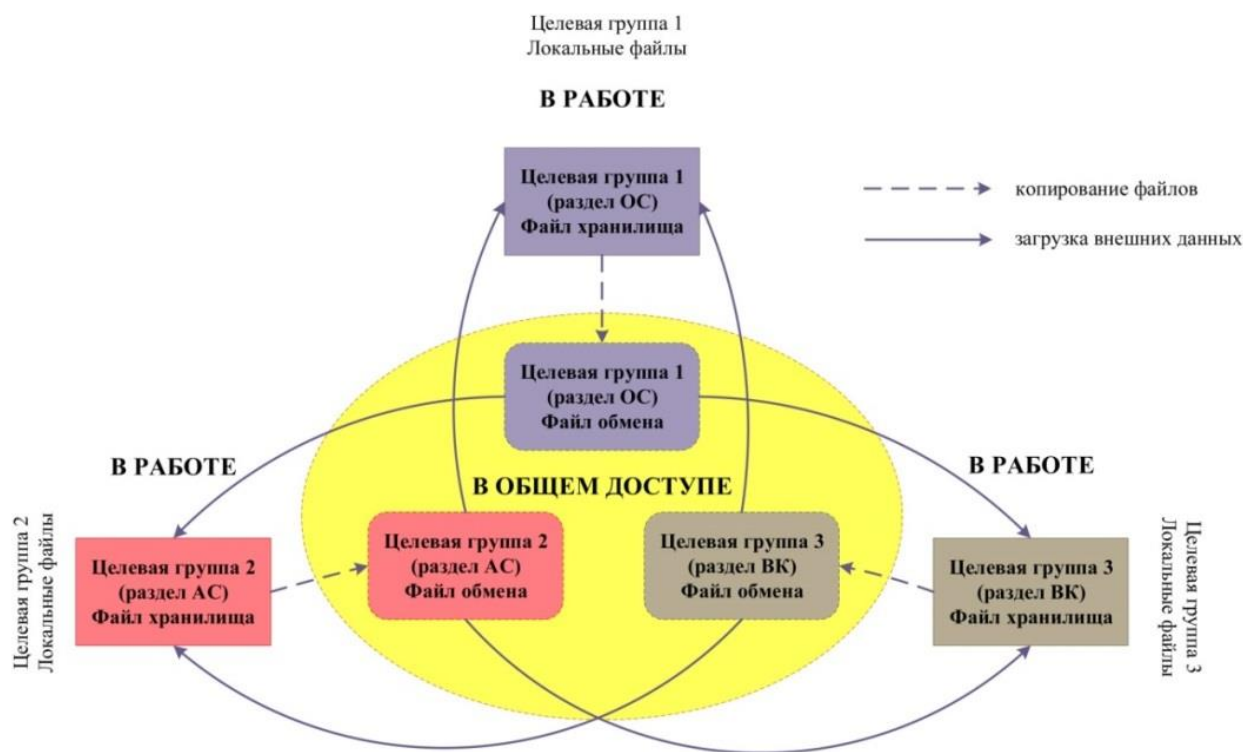 Целевая группа 1
Локальные файлы
В РАБОТЕ
Целевая группа 1
(раздел ОС)
Файл хранилища
копирование файлов
загрузка внешних данных
Целевая группа 1
(раздел ОС)
Файл обмена
В РАБОТЕ
В РАБОТЕ
В ОБЩЕМ ДОСТУПЕ
Целевая группа 2
Локальные файлы
Целевая группа 2
(раздел АС)
Файл хранилища
Целевая группа 2
(раздел АС)
Файл обмена
Целевая группа 3
(раздел ВК)
Файл обмена
Целевая группа 3
(раздел ВК)
Файл хранилища
Целевая группа 3
Локальные файлы